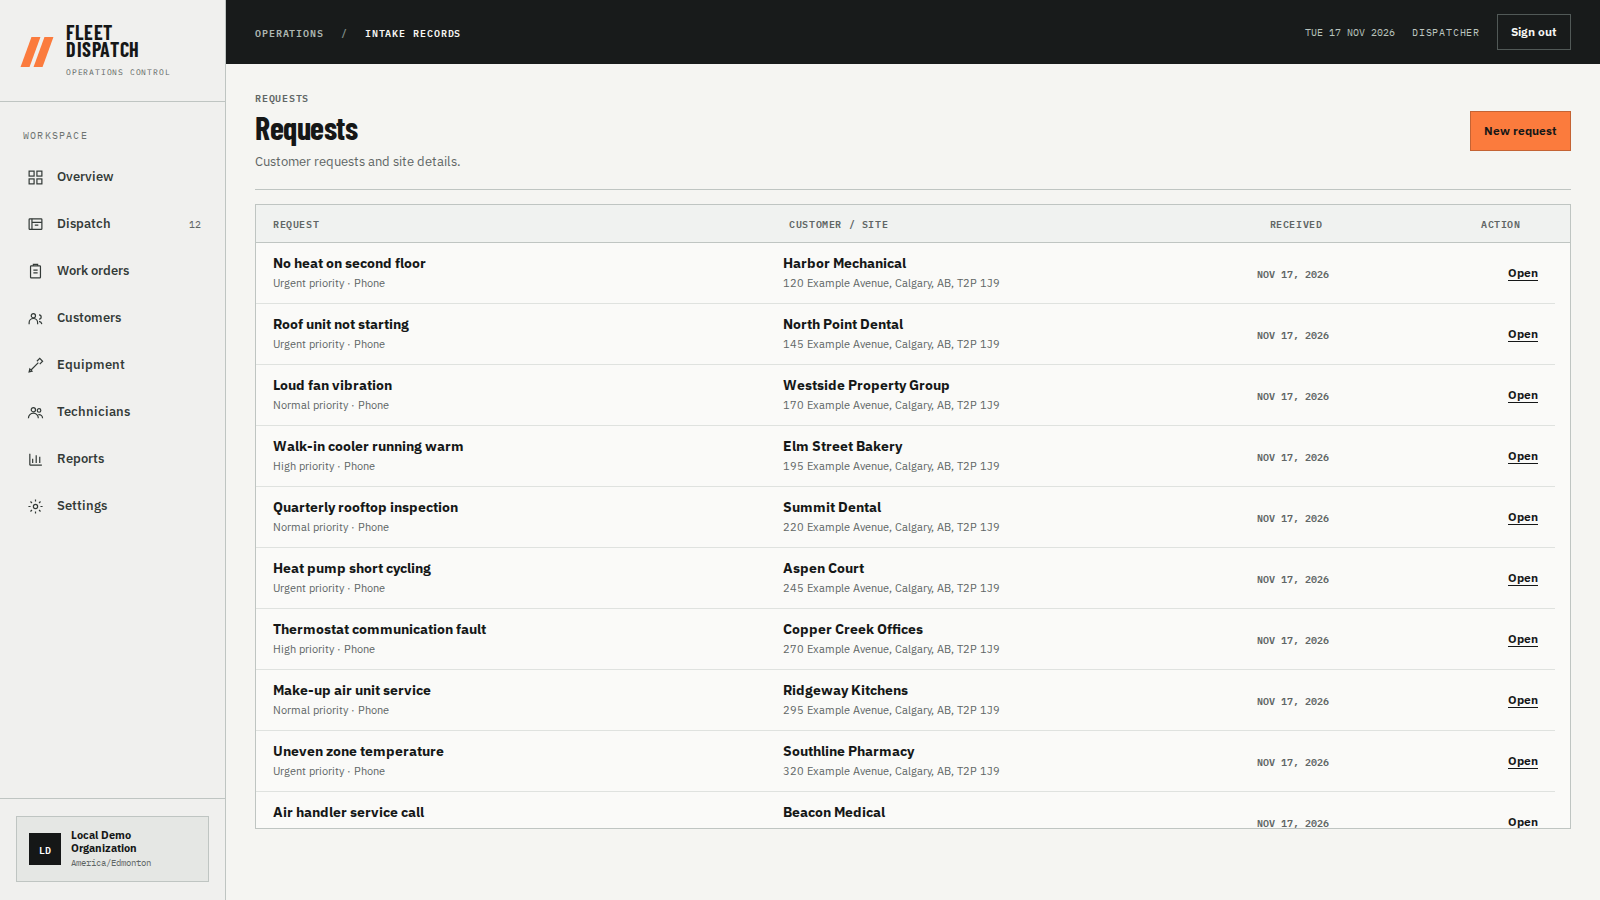 FLEET
DISPATCH
OPERATIONS CONTROL
WORKSPACE
Overview
Dispatch 12
Work orders
Customers
Equipment
Technicians
Reports
Settings
LD
Local Demo
Organization
America/Edmonton
OPERATIONS / INTAKE RECORDS
TUE 17 NOV 2026 DISPATCHER Sign out
REQUESTS
Requests
Customer requests and site details.
New request
REQUEST CUSTOMER / SITE RECEIVED ACTION
No heat on second floor Harbor Mechanical NOV 17, 2026 Open
Urgent priority · Phone 120 Example Avenue, Calgary, AB, T2P 1J9
Roof unit not starting North Point Dental NOV 17, 2026 Open
Urgent priority · Phone 145 Example Avenue, Calgary, AB, T2P 1J9
Loud fan vibration Westside Property Group NOV 17, 2026 Open
Normal priority · Phone 170 Example Avenue, Calgary, AB, T2P 1J9
Walk-in cooler running warm Elm Street Bakery NOV 17, 2026 Open
High priority · Phone 195 Example Avenue, Calgary, AB, T2P 1J9
Quarterly rooftop inspection Summit Dental NOV 17, 2026 Open
Normal priority · Phone 220 Example Avenue, Calgary, AB, T2P 1J9
Heat pump short cycling Aspen Court NOV 17, 2026 Open
Urgent priority · Phone 245 Example Avenue, Calgary, AB, T2P 1J9
Thermostat communication fault Copper Creek Offices NOV 17, 2026 Open
High priority · Phone 270 Example Avenue, Calgary, AB, T2P 1J9
Make-up air unit service Ridgeway Kitchens NOV 17, 2026 Open
Normal priority · Phone 295 Example Avenue, Calgary, AB, T2P 1J9
Uneven zone temperature Southline Pharmacy NOV 17, 2026 Open
Urgent priority · Phone 320 Example Avenue, Calgary, AB, T2P 1J9
Air handler service call Beacon Medical NOV 17, 2026 Open